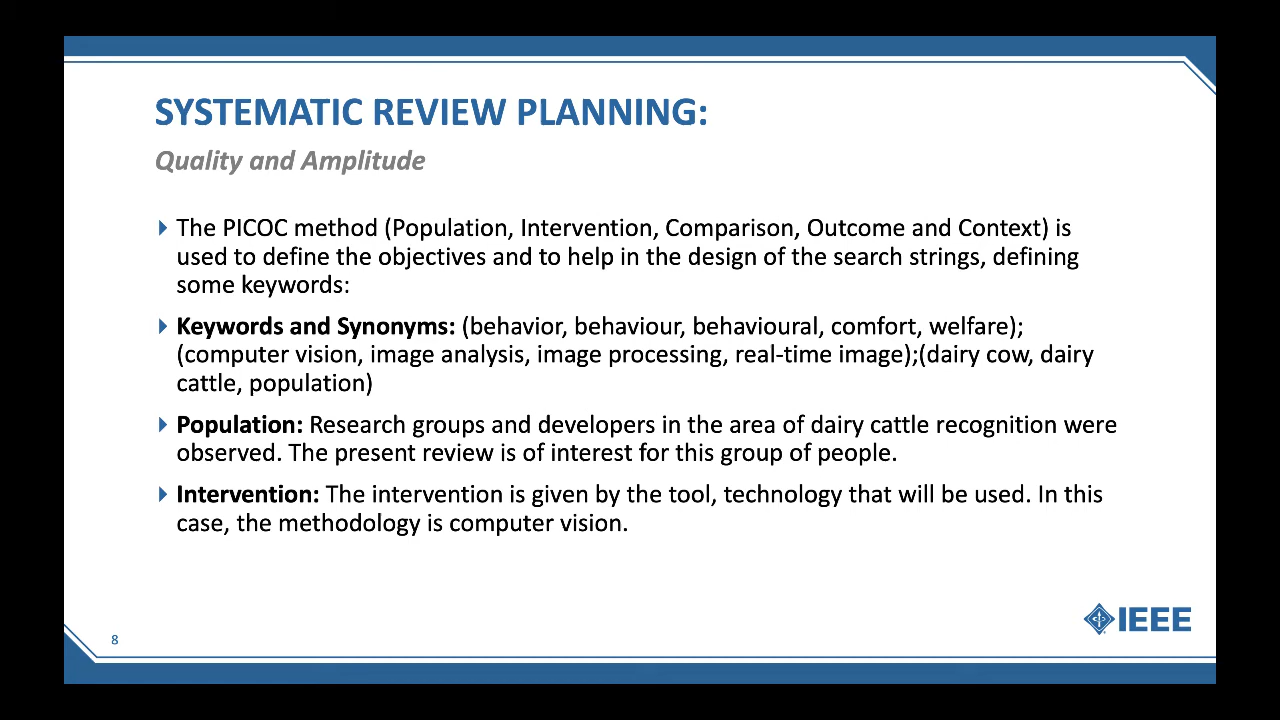 SYSTEMATIC REVIEW PLANNING:
Quality and Amplitude
The PICOC method (Population, Intervention, Comparison, Outcome and Context) is
used to define the objectives and to help in the design of the search strings, defining
some keywords:
Keywords and Synonyms: (behavior, behaviour, behavioural, comfort, welfare);
(computer vision, image analysis, image processing, real-time image);(dairy cow, dairy
cattle, population)
Population: Research groups and developers in the area of dairy cattle recognition were
observed. The present review is of interest for this group of people.
Intervention: The intervention is given by the tool, technology that will be used. In this
case, the methodology is computer vision.
IEEE
8